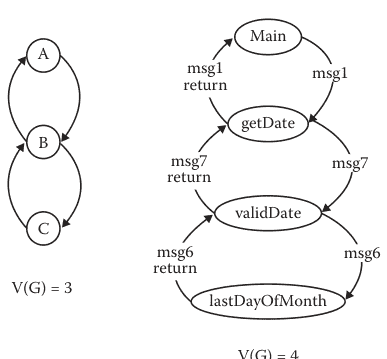 A
B
C
V(G) = 3
Main
msg1
return
msg1
getDate
msg7
return
msg7
validDate
msg6
return
msg6
lastDayOfMonth
V(G) = 4